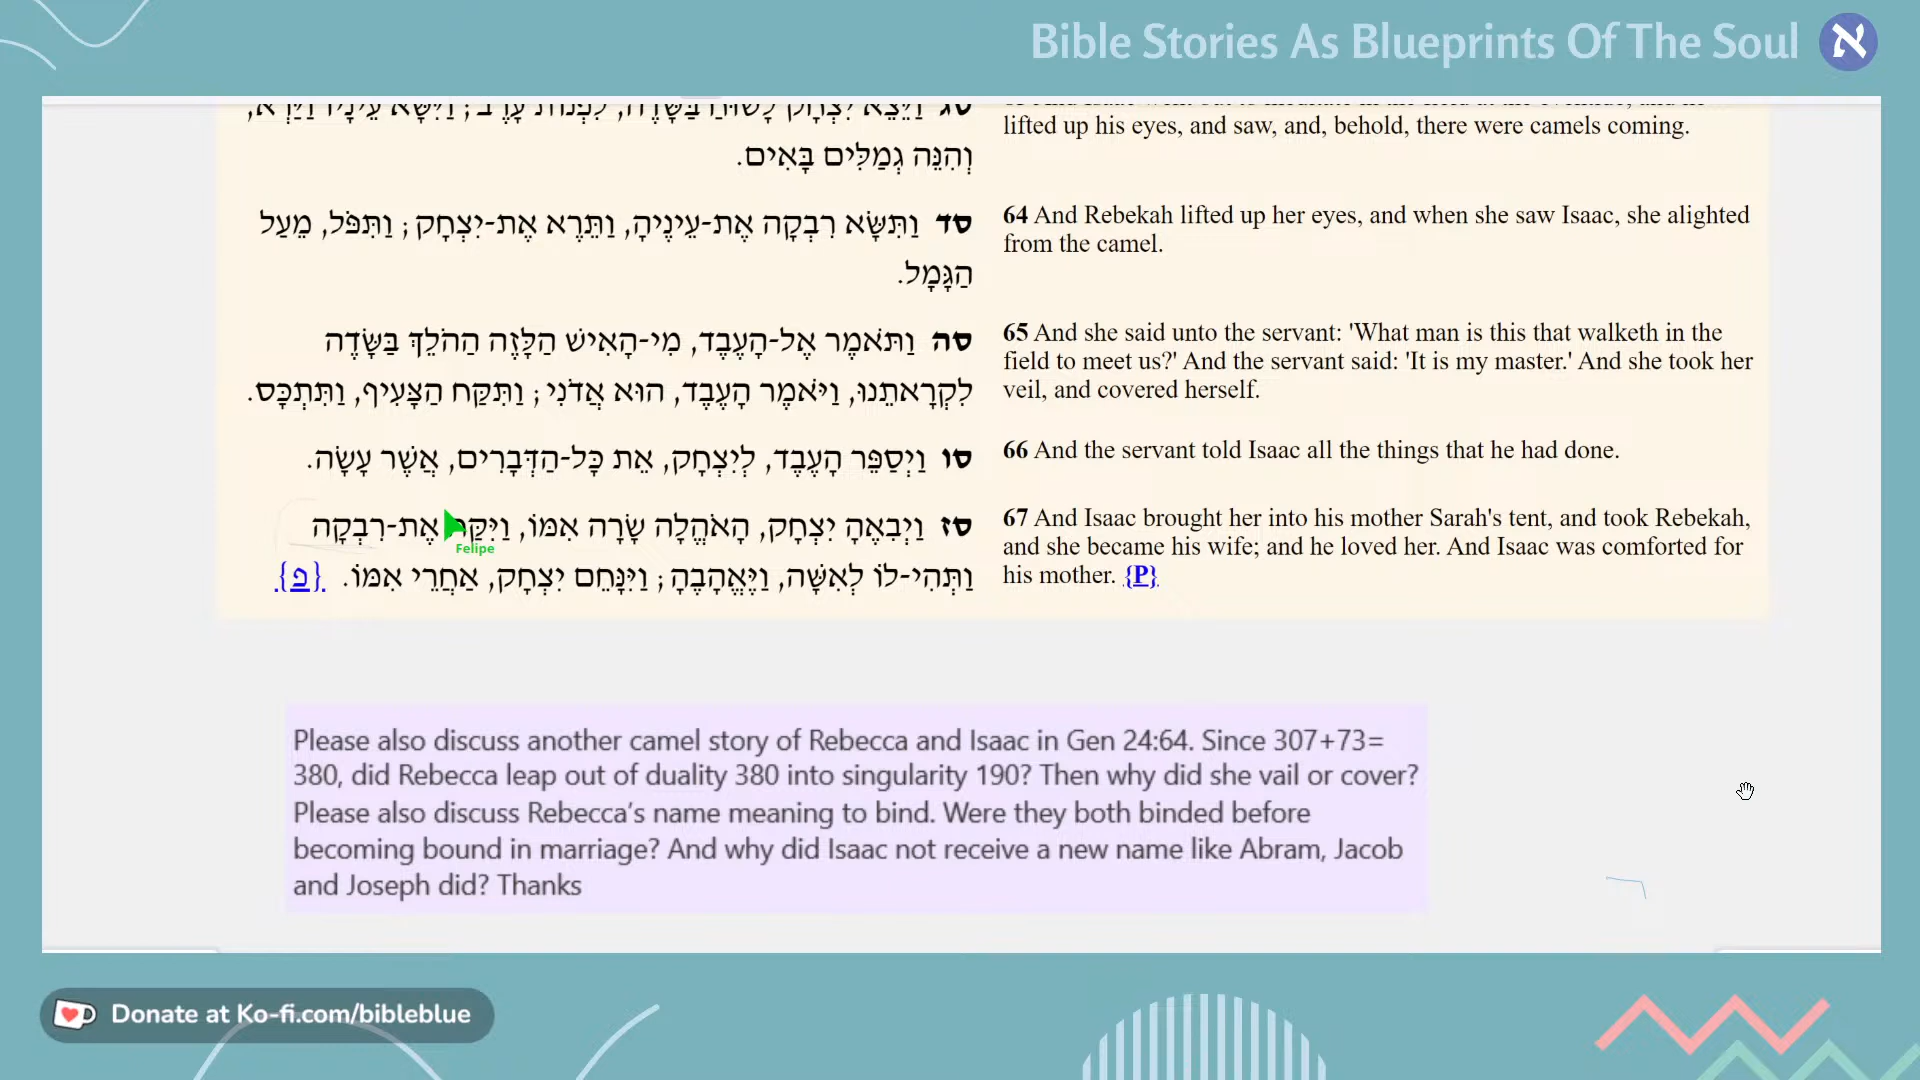 Bible Stories As Blueprints Of The Soul
א
סג וַיֵּצֵא יִצְחָק לָשׂוּחַ בַּשָּׂדֶה, לִפְנוֹת עָרֶב; וַיִּשָּׂא עֵינָיו וַיַּרְא,
וְהִנֵּה גְמַלִּים בָּאִים.
lifted up his eyes, and saw, and, behold, there were camels coming.
סד וַתִּשָּׂא רִבְקָה אֶת-עֵינֶיהָ, וַתֵּרֶא אֶת-יִצְחָק; וַתִּפֹּל, מֵעַל
הַגָּמָל.
64 And Rebekah lifted up her eyes, and when she saw Isaac, she alighted
from the camel.
סה וַתֹּאמֶר אֶל-הָעֶבֶד, מִי-הָאִישׁ הַלָּזֶה הַהֹלֵךְ בַּשָּׂדֶה
לִקְרָאתֵנוּ, וַיֹּאמֶר הָעֶבֶד, הוּא אֲדֹנִי; וַתִּקַּח הַצָּעִיף, וַתִּתְכָּס.
65 And she said unto the servant: 'What man is this that walketh in the
field to meet us?' And the servant said: 'It is my master.' And she took her
veil, and covered herself.
סו וַיְסַפֵּר הָעֶבֶד, לְיִצְחָק, אֵת כָּל-הַדְּבָרִים, אֲשֶׁר עָשָׂה.
66 And the servant told Isaac all the things that he had done.
סז וַיְבִאֶהָ יִצְחָק, הָאֹהֱלָה שָׂרָה אִמּוֹ, וַיִּקַּח אֶת-רִבְקָה
וַתְּהִי-לוֹ לְאִשָּׁה, וַיֶּאֱהָבֶהָ; וַיִּנָּחֵם יִצְחָק, אַחֲרֵי אִמּוֹ. {פ}
Felipe
67 And Isaac brought her into his mother Sarah's tent, and took Rebekah,
and she became his wife; and he loved her. And Isaac was comforted for
his mother. {P}
Please also discuss another camel story of Rebecca and Isaac in Gen 24:64. Since 307+73=
380, did Rebecca leap out of duality 380 into singularity 190? Then why did she vail or cover?
Please also discuss Rebecca's name meaning to bind. Were they both binded before
becoming bound in marriage? And why did Isaac not receive a new name like Abram, Jacob
and Joseph did? Thanks
Donate at Ko-fi.com/bibleblue